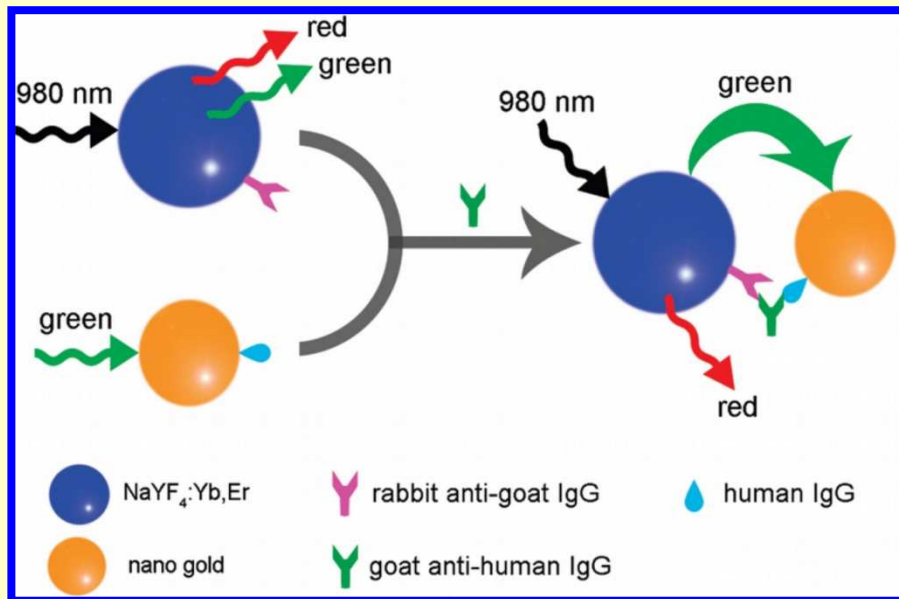 red
green
980 nm
green
980 nm
green
red
NaYF₄:Yb,Er
rabbit anti-goat IgG
human IgG
nano gold
goat anti-human IgG